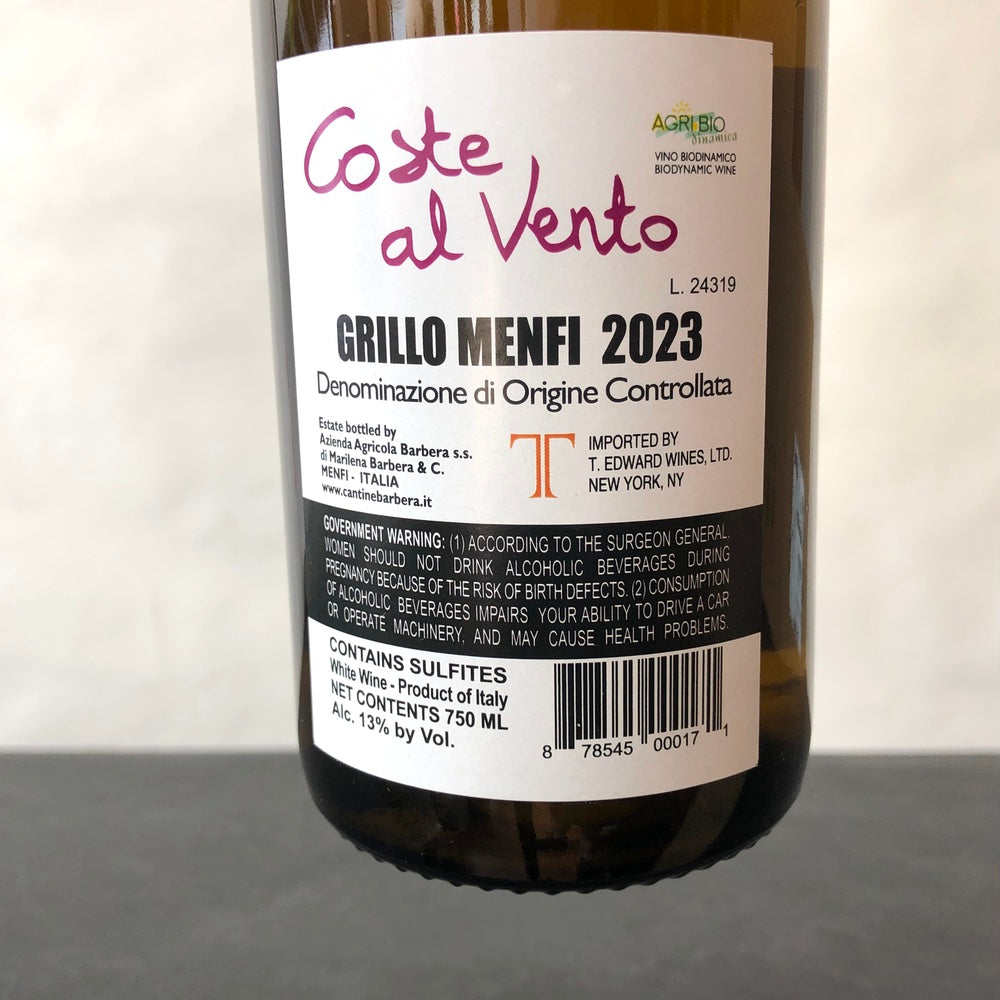 Coste
al Vento
AGRI BIO
dinamica
VINO BIODINAMICO
BIODYNAMIC WINE
L. 24319
GRILLO MENFI 2023
Denominazione di Origine Controllata
Estate bottled by
Azienda Agricola Barbera s.s.
di Marilena Barbera & C.
MENFI - ITALIA
www.cantinebarbera.it
T
IMPORTED BY
T. EDWARD WINES, LTD.
NEW YORK, NY
GOVERNMENT WARNING: (1) ACCORDING TO THE SURGEON GENERAL,
WOMEN SHOULD NOT DRINK ALCOHOLIC BEVERAGES DURING
PREGNANCY BECAUSE OF THE RISK OF BIRTH DEFECTS. (2) CONSUMPTION
OF ALCOHOLIC BEVERAGES IMPAIRS YOUR ABILITY TO DRIVE A CAR
OR OPERATE MACHINERY, AND MAY CAUSE HEALTH PROBLEMS.
CONTAINS SULFITES
White Wine - Product of Italy
NET CONTENTS 750 ML
Alc. 13% by Vol.
8 78545 00017 1